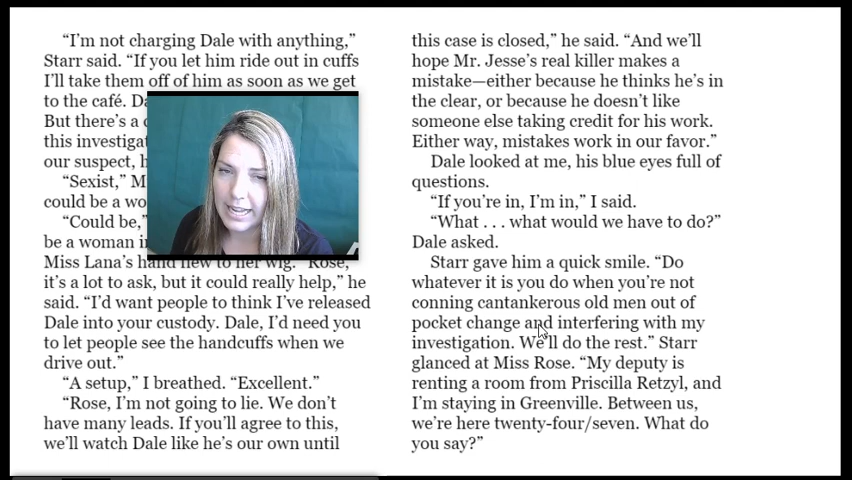 “I’m not charging Dale with anything,”
Starr said. “If you let him ride out in cuffs
I’ll take them off of him as soon as we get
to the café. Da
But there’s a
this investigat
our suspect, h
“Sexist,” M
could be a wo
“Could be,”
be a woman i
Miss Lana’s hand flew to her wig. “Rose,
it’s a lot to ask, but it could really help,” he
said. “I’d want people to think I’ve released
Dale into your custody. Dale, I’d need you
to let people see the handcuffs when we
drive out.”
“A setup,” I breathed. “Excellent.”
“Rose, I’m not going to lie. We don’t
have many leads. If you’ll agree to this,
we’ll watch Dale like he’s our own until
this case is closed,” he said. “And we’ll
hope Mr. Jesse’s real killer makes a
mistake—either because he thinks he’s in
the clear, or because he doesn’t like
someone else taking credit for his work.
Either way, mistakes work in our favor.”
Dale looked at me, his blue eyes full of
questions.
“If you’re in, I’m in,” I said.
“What . . . what would we have to do?”
Dale asked.
Starr gave him a quick smile. “Do
whatever it is you do when you’re not
conning cantankerous old men out of
pocket change and interfering with my
investigation. We’ll do the rest.” Starr
glanced at Miss Rose. “My deputy is
renting a room from Priscilla Retzyl, and
I’m staying in Greenville. Between us,
we’re here twenty-four/seven. What do
you say?”